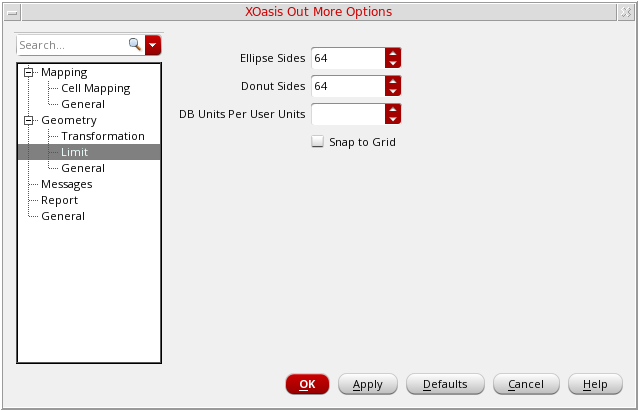 XOasis Out More Options
Search...
Mapping
Cell Mapping
General
Geometry
Transformation
Limit
General
Messages
Report
General
Ellipse Sides 64
Donut Sides 64
DB Units Per User Units
Snap to Grid
OK Apply Defaults Cancel Help